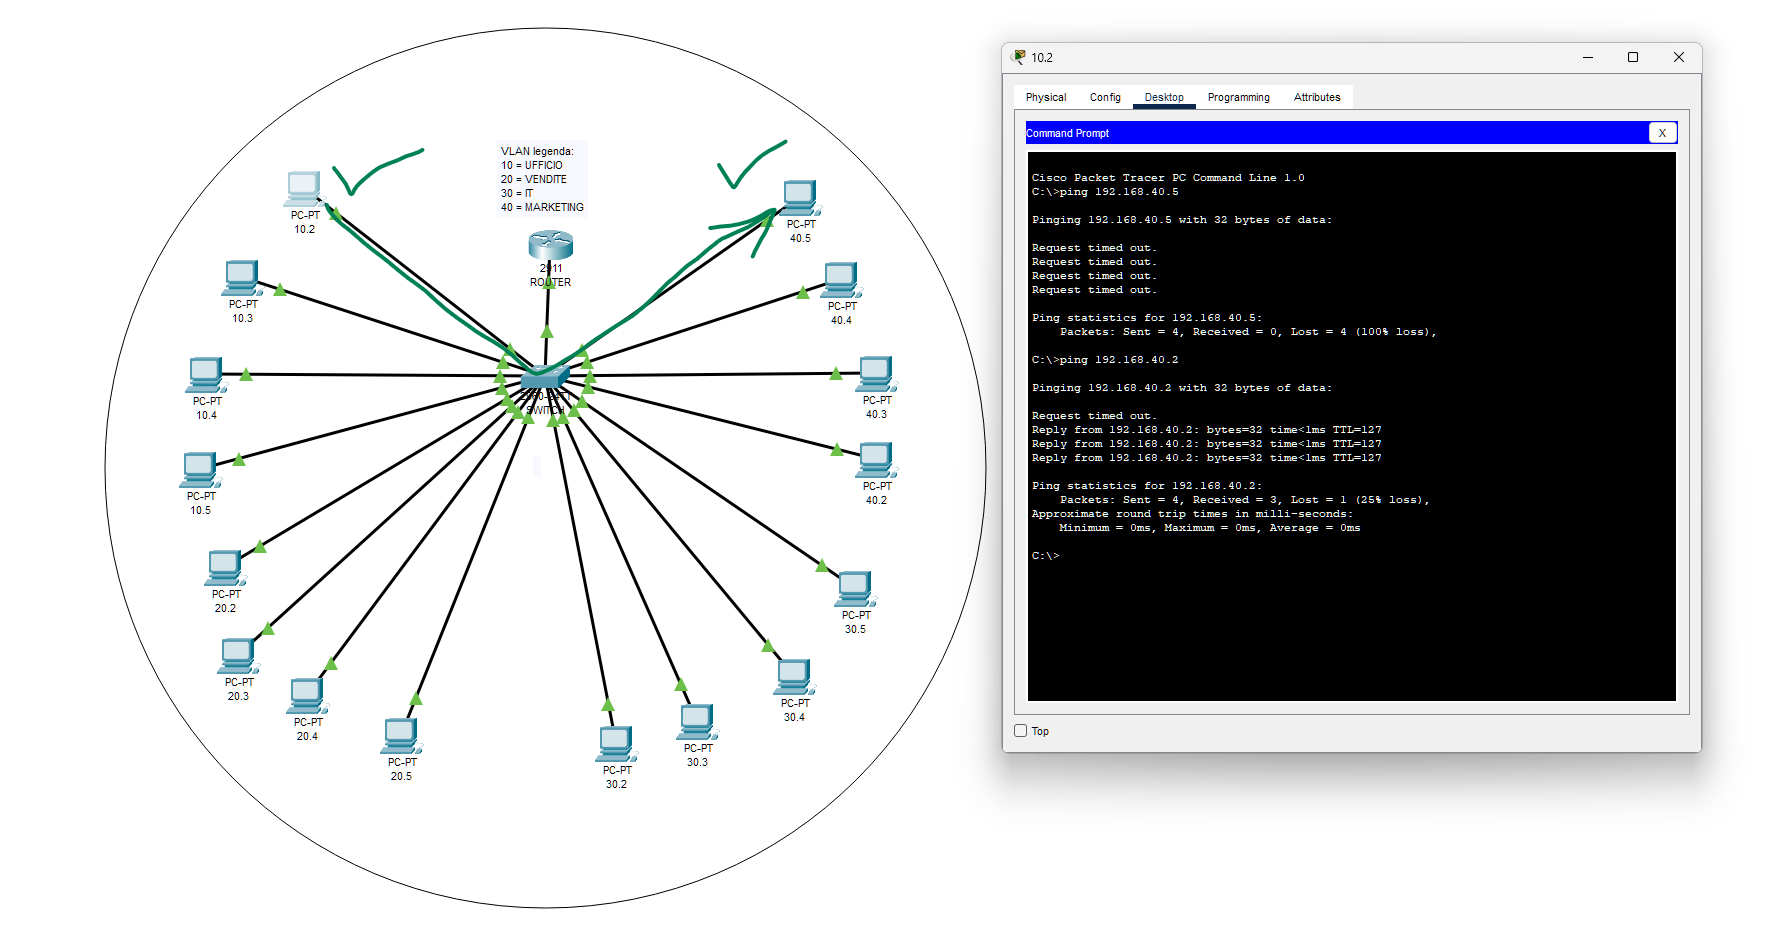 VLAN legenda:
10 = UFFICIO
20 = VENDITE
30 = IT
40 = MARKETING
PC-PT
10.2
PC-PT
40.5
2911
ROUTER
PC-PT
10.3
PC-PT
40.4
PC-PT
10.4
PC-PT
40.3
2960-24TT
SWITCH
PC-PT
10.5
PC-PT
40.2
PC-PT
20.2
PC-PT
30.5
PC-PT
20.3
PC-PT
30.4
PC-PT
20.4
PC-PT
30.3
PC-PT
20.5
PC-PT
30.2
10.2
Physical Config Desktop Programming Attributes
Command Prompt X
Cisco Packet Tracer PC Command Line 1.0
C:\>ping 192.168.40.5
Pinging 192.168.40.5 with 32 bytes of data:
Request timed out.
Request timed out.
Request timed out.
Request timed out.
Ping statistics for 192.168.40.5:
Packets: Sent = 4, Received = 0, Lost = 4 (100% loss),
C:\>ping 192.168.40.2
Pinging 192.168.40.2 with 32 bytes of data:
Request timed out.
Reply from 192.168.40.2: bytes=32 time<1ms TTL=127
Reply from 192.168.40.2: bytes=32 time<1ms TTL=127
Reply from 192.168.40.2: bytes=32 time<1ms TTL=127
Ping statistics for 192.168.40.2:
Packets: Sent = 4, Received = 3, Lost = 1 (25% loss),
Approximate round trip times in milli-seconds:
Minimum = 0ms, Maximum = 0ms, Average = 0ms
C:\>
Top